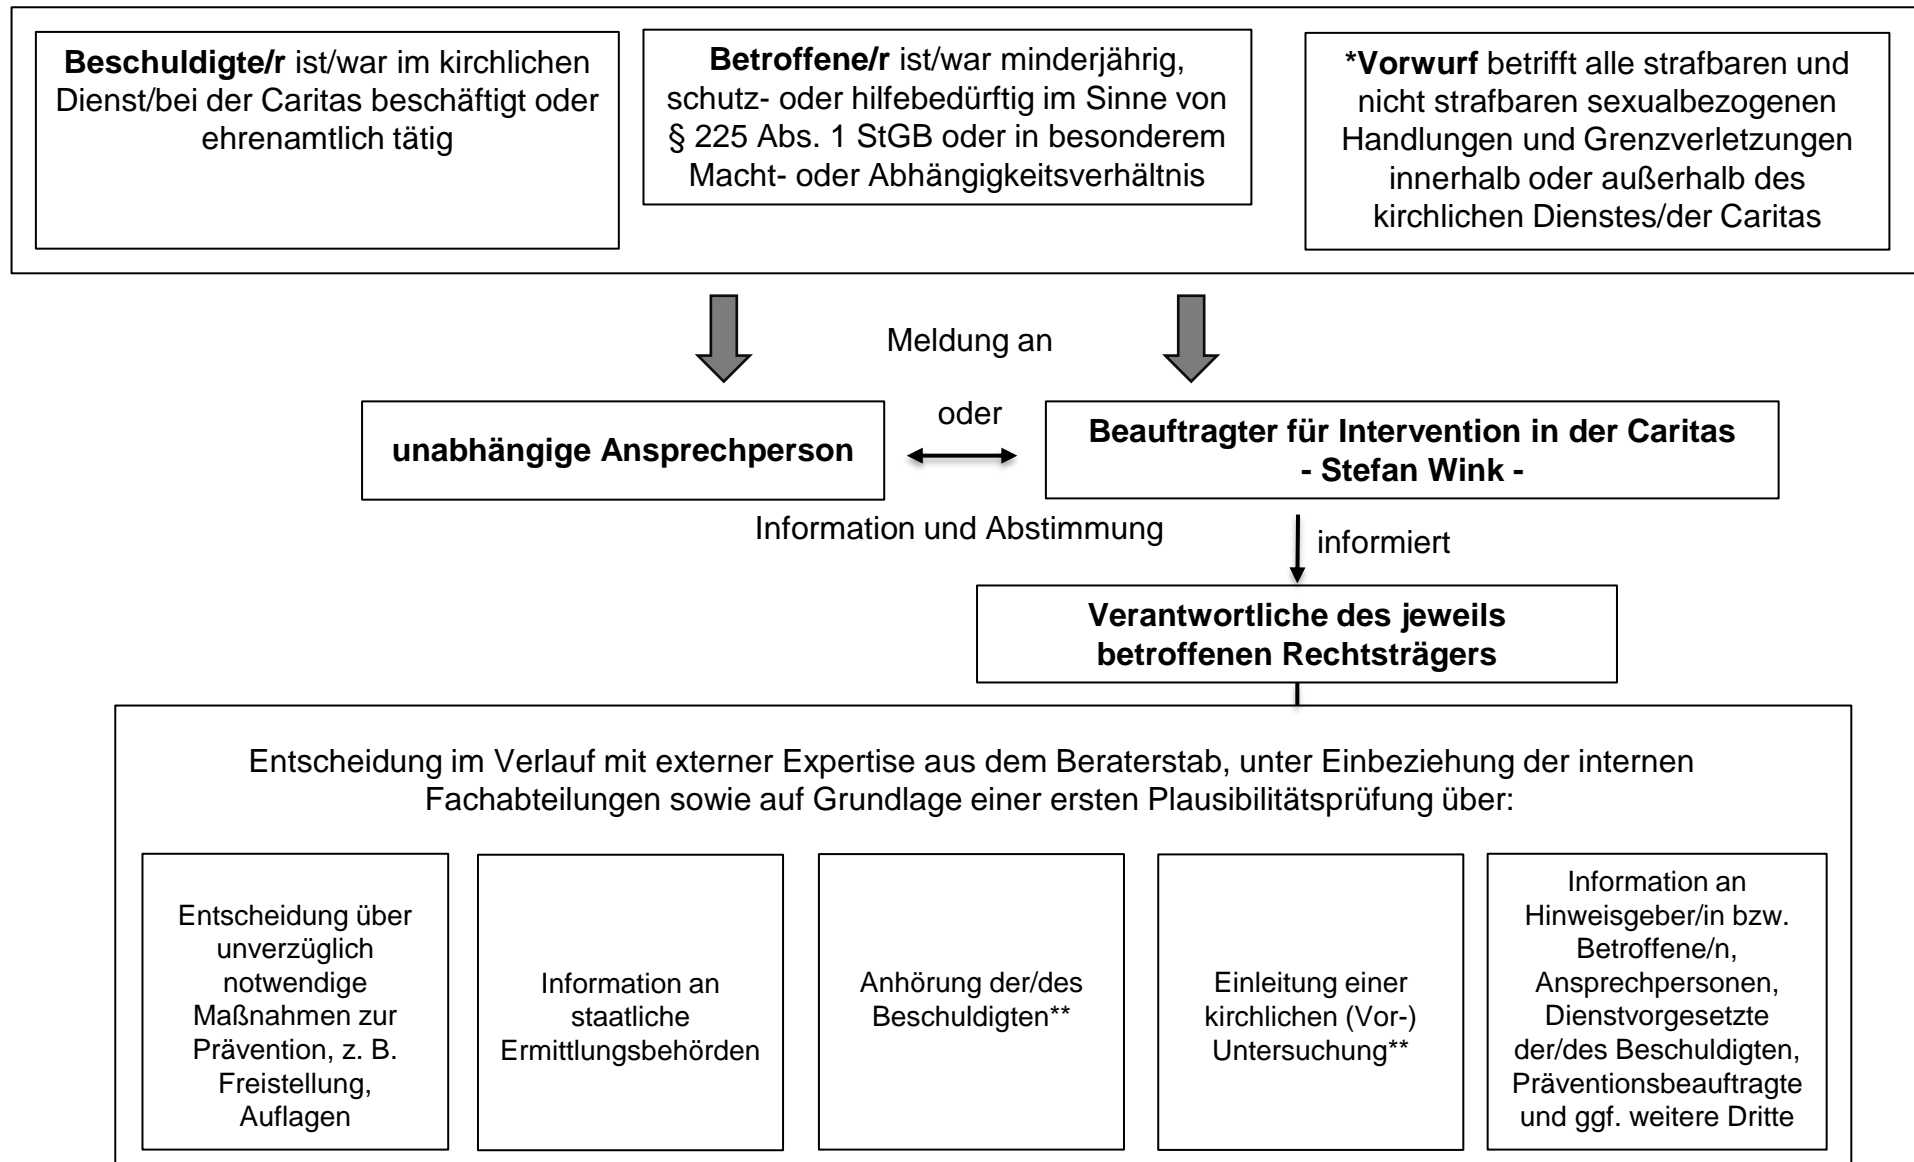 Beschuldigte/r ist/war im kirchlichen
Dienst/bei der Caritas beschäftigt oder
ehrenamtlich tätig
Betroffene/r ist/war minderjährig,
schutz- oder hilfebedürftig im Sinne von
§ 225 Abs. 1 StGB oder in besonderem
Macht- oder Abhängigkeitsverhältnis
*Vorwurf betrifft alle strafbaren und
nicht strafbaren sexualbezogenen
Handlungen und Grenzverletzungen
innerhalb oder außerhalb des
kirchlichen Dienstes/der Caritas
Meldung an
unabhängige Ansprechperson
oder
Beauftragter für Intervention in der Caritas
- Stefan Wink -
Information und Abstimmung
informiert
Verantwortliche des jeweils
betroffenen Rechtsträgers
Entscheidung im Verlauf mit externer Expertise aus dem Beraterstab, unter Einbeziehung der internen
Fachabteilungen sowie auf Grundlage einer ersten Plausibilitätsprüfung über:
Entscheidung über
unverzüglich
notwendige
Maßnahmen zur
Prävention, z. B.
Freistellung,
Auflagen
Information an
staatliche
Ermittlungsbehörden
Anhörung der/des
Beschuldigten**
Einleitung einer
kirchlichen (Vor-)
Untersuchung**
Information an
Hinweisgeber/in bzw.
Betroffene/n,
Ansprechpersonen,
Dienstvorgesetzte
der/des Beschuldigten,
Präventionsbeauftragte
und ggf. weitere Dritte